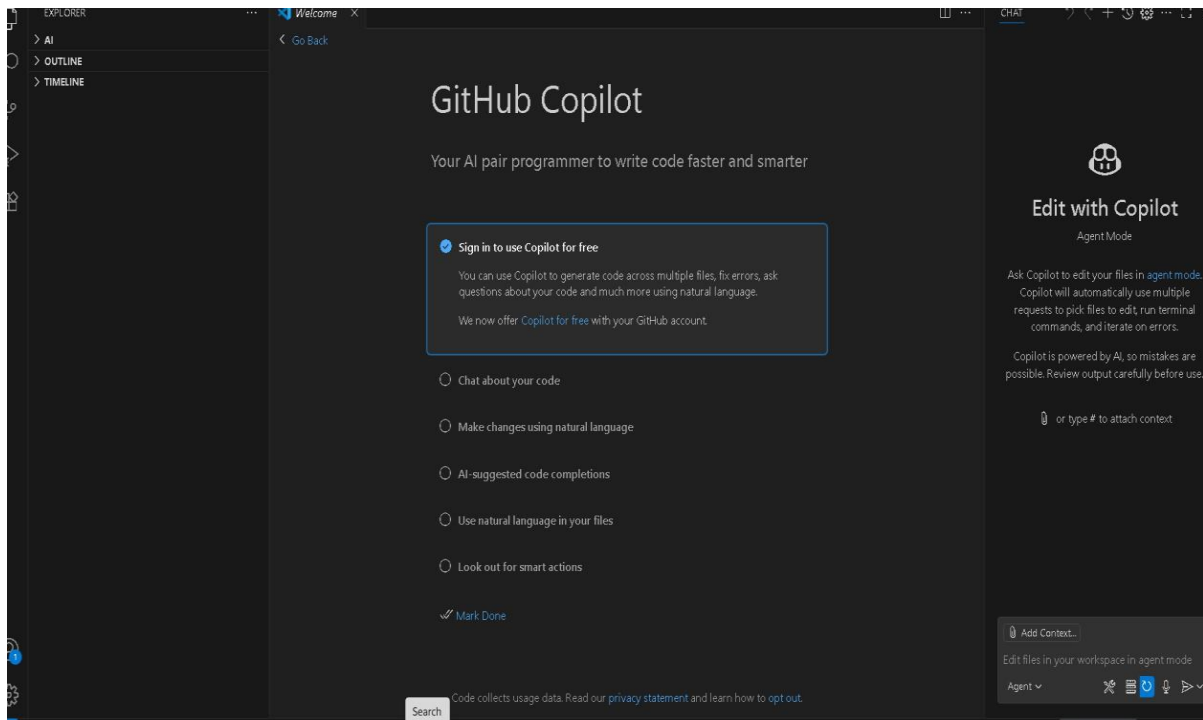 EXPLORER
AI
OUTLINE
TIMELINE
Welcome
Go Back
GitHub Copilot
Your AI pair programmer to write code faster and smarter
Sign in to use Copilot for free
You can use Copilot to generate code across multiple files, fix errors, ask
questions about your code and much more using natural language.
We now offer Copilot for free with your GitHub account.
Chat about your code
Make changes using natural language
AI-suggested code completions
Use natural language in your files
Look out for smart actions
Mark Done
Code collects usage data. Read our privacy statement and learn how to opt out.
Search
1
CHAT
Edit with Copilot
Agent Mode
Ask Copilot to edit your files in agent mode.
Copilot will automatically use multiple
requests to pick files to edit, run terminal
commands, and iterate on errors.
Copilot is powered by AI, so mistakes are
possible. Review output carefully before use.
or type # to attach context
Add Context...
Edit files in your workspace in agent mode
Agent